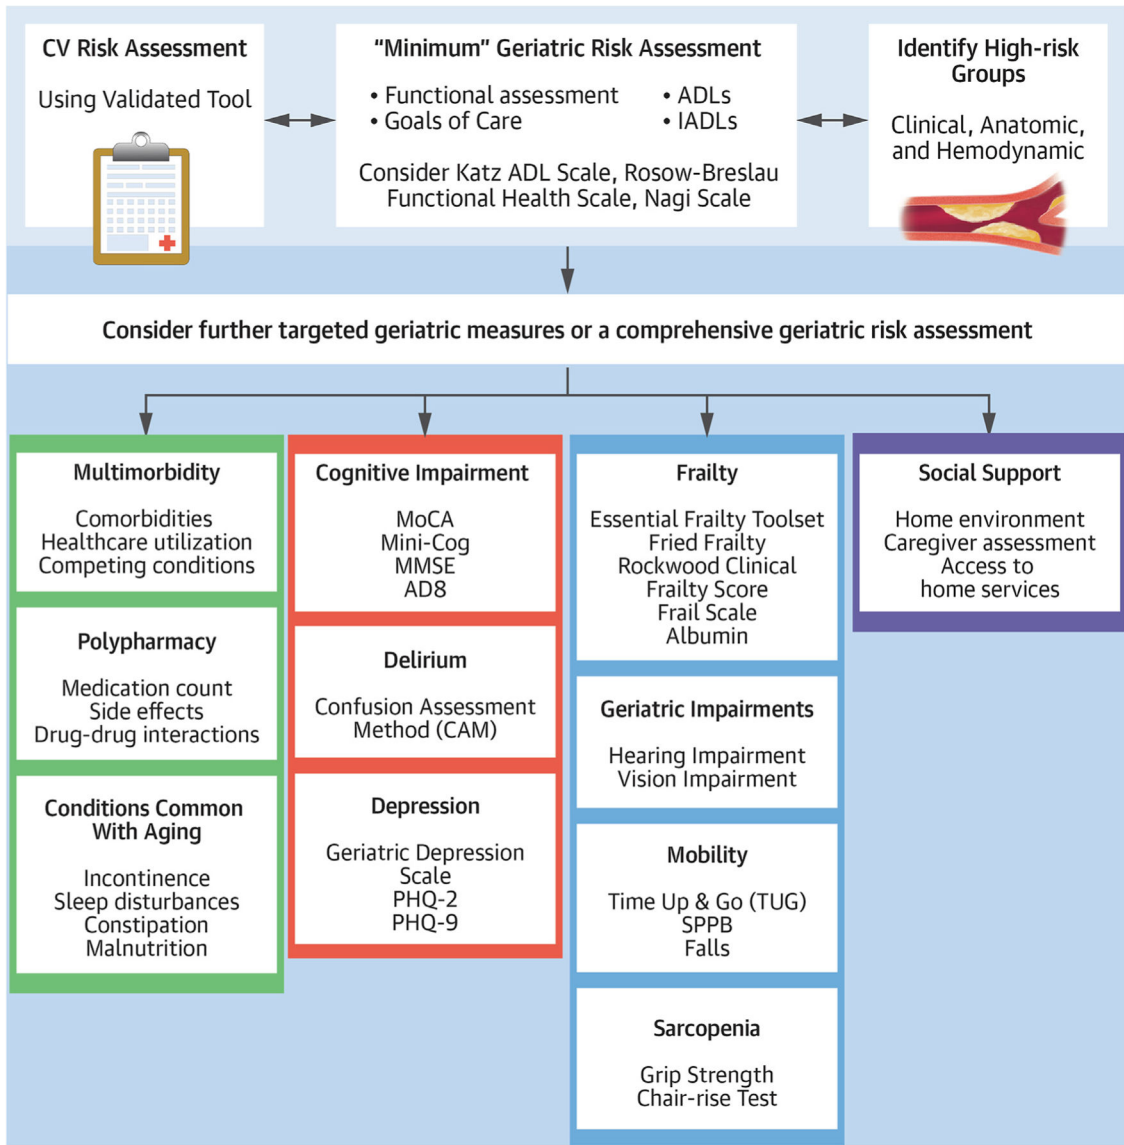 CV Risk Assessment
Using Validated Tool
“Minimum” Geriatric Risk Assessment
• Functional assessment
• Goals of Care
• ADLs
• IADLs
Consider Katz ADL Scale, Rosow-Breslau
Functional Health Scale, Nagi Scale
Identify High-risk
Groups
Clinical, Anatomic,
and Hemodynamic
Consider further targeted geriatric measures or a comprehensive geriatric risk assessment
Multimorbidity
Comorbidities
Healthcare utilization
Competing conditions
Polypharmacy
Medication count
Side effects
Drug-drug interactions
Conditions Common
With Aging
Incontinence
Sleep disturbances
Constipation
Malnutrition
Cognitive Impairment
MoCA
Mini-Cog
MMSE
AD8
Delirium
Confusion Assessment
Method (CAM)
Depression
Geriatric Depression
Scale
PHQ-2
PHQ-9
Frailty
Essential Frailty Toolset
Fried Frailty
Rockwood Clinical
Frailty Score
Frail Scale
Albumin
Geriatric Impairments
Hearing Impairment
Vision Impairment
Mobility
Time Up & Go (TUG)
SPPB
Falls
Sarcopenia
Grip Strength
Chair-rise Test
Social Support
Home environment
Caregiver assessment
Access to
home services